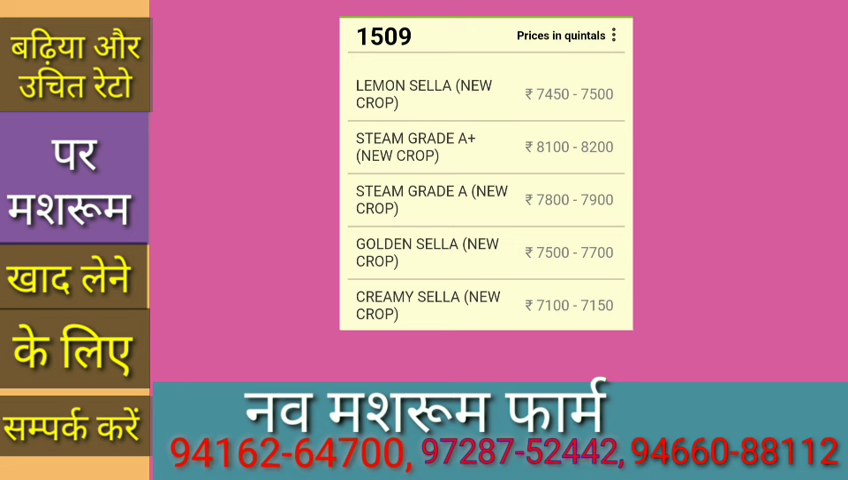 बढ़िया और
उचित रेटो
पर
मशरूम
खाद लेने
के लिए
सम्पर्क करें
1509
Prices in quintals
LEMON SELLA (NEW
CROP)
₹ 7450 - 7500
STEAM GRADE A+
(NEW CROP)
₹ 8100 - 8200
STEAM GRADE A (NEW
CROP)
₹ 7800 - 7900
GOLDEN SELLA (NEW
CROP)
₹ 7500 - 7700
CREAMY SELLA (NEW
CROP)
₹ 7100 - 7150
नव मशरूम फार्म
94162-64700, 97287-52442, 94660-88112